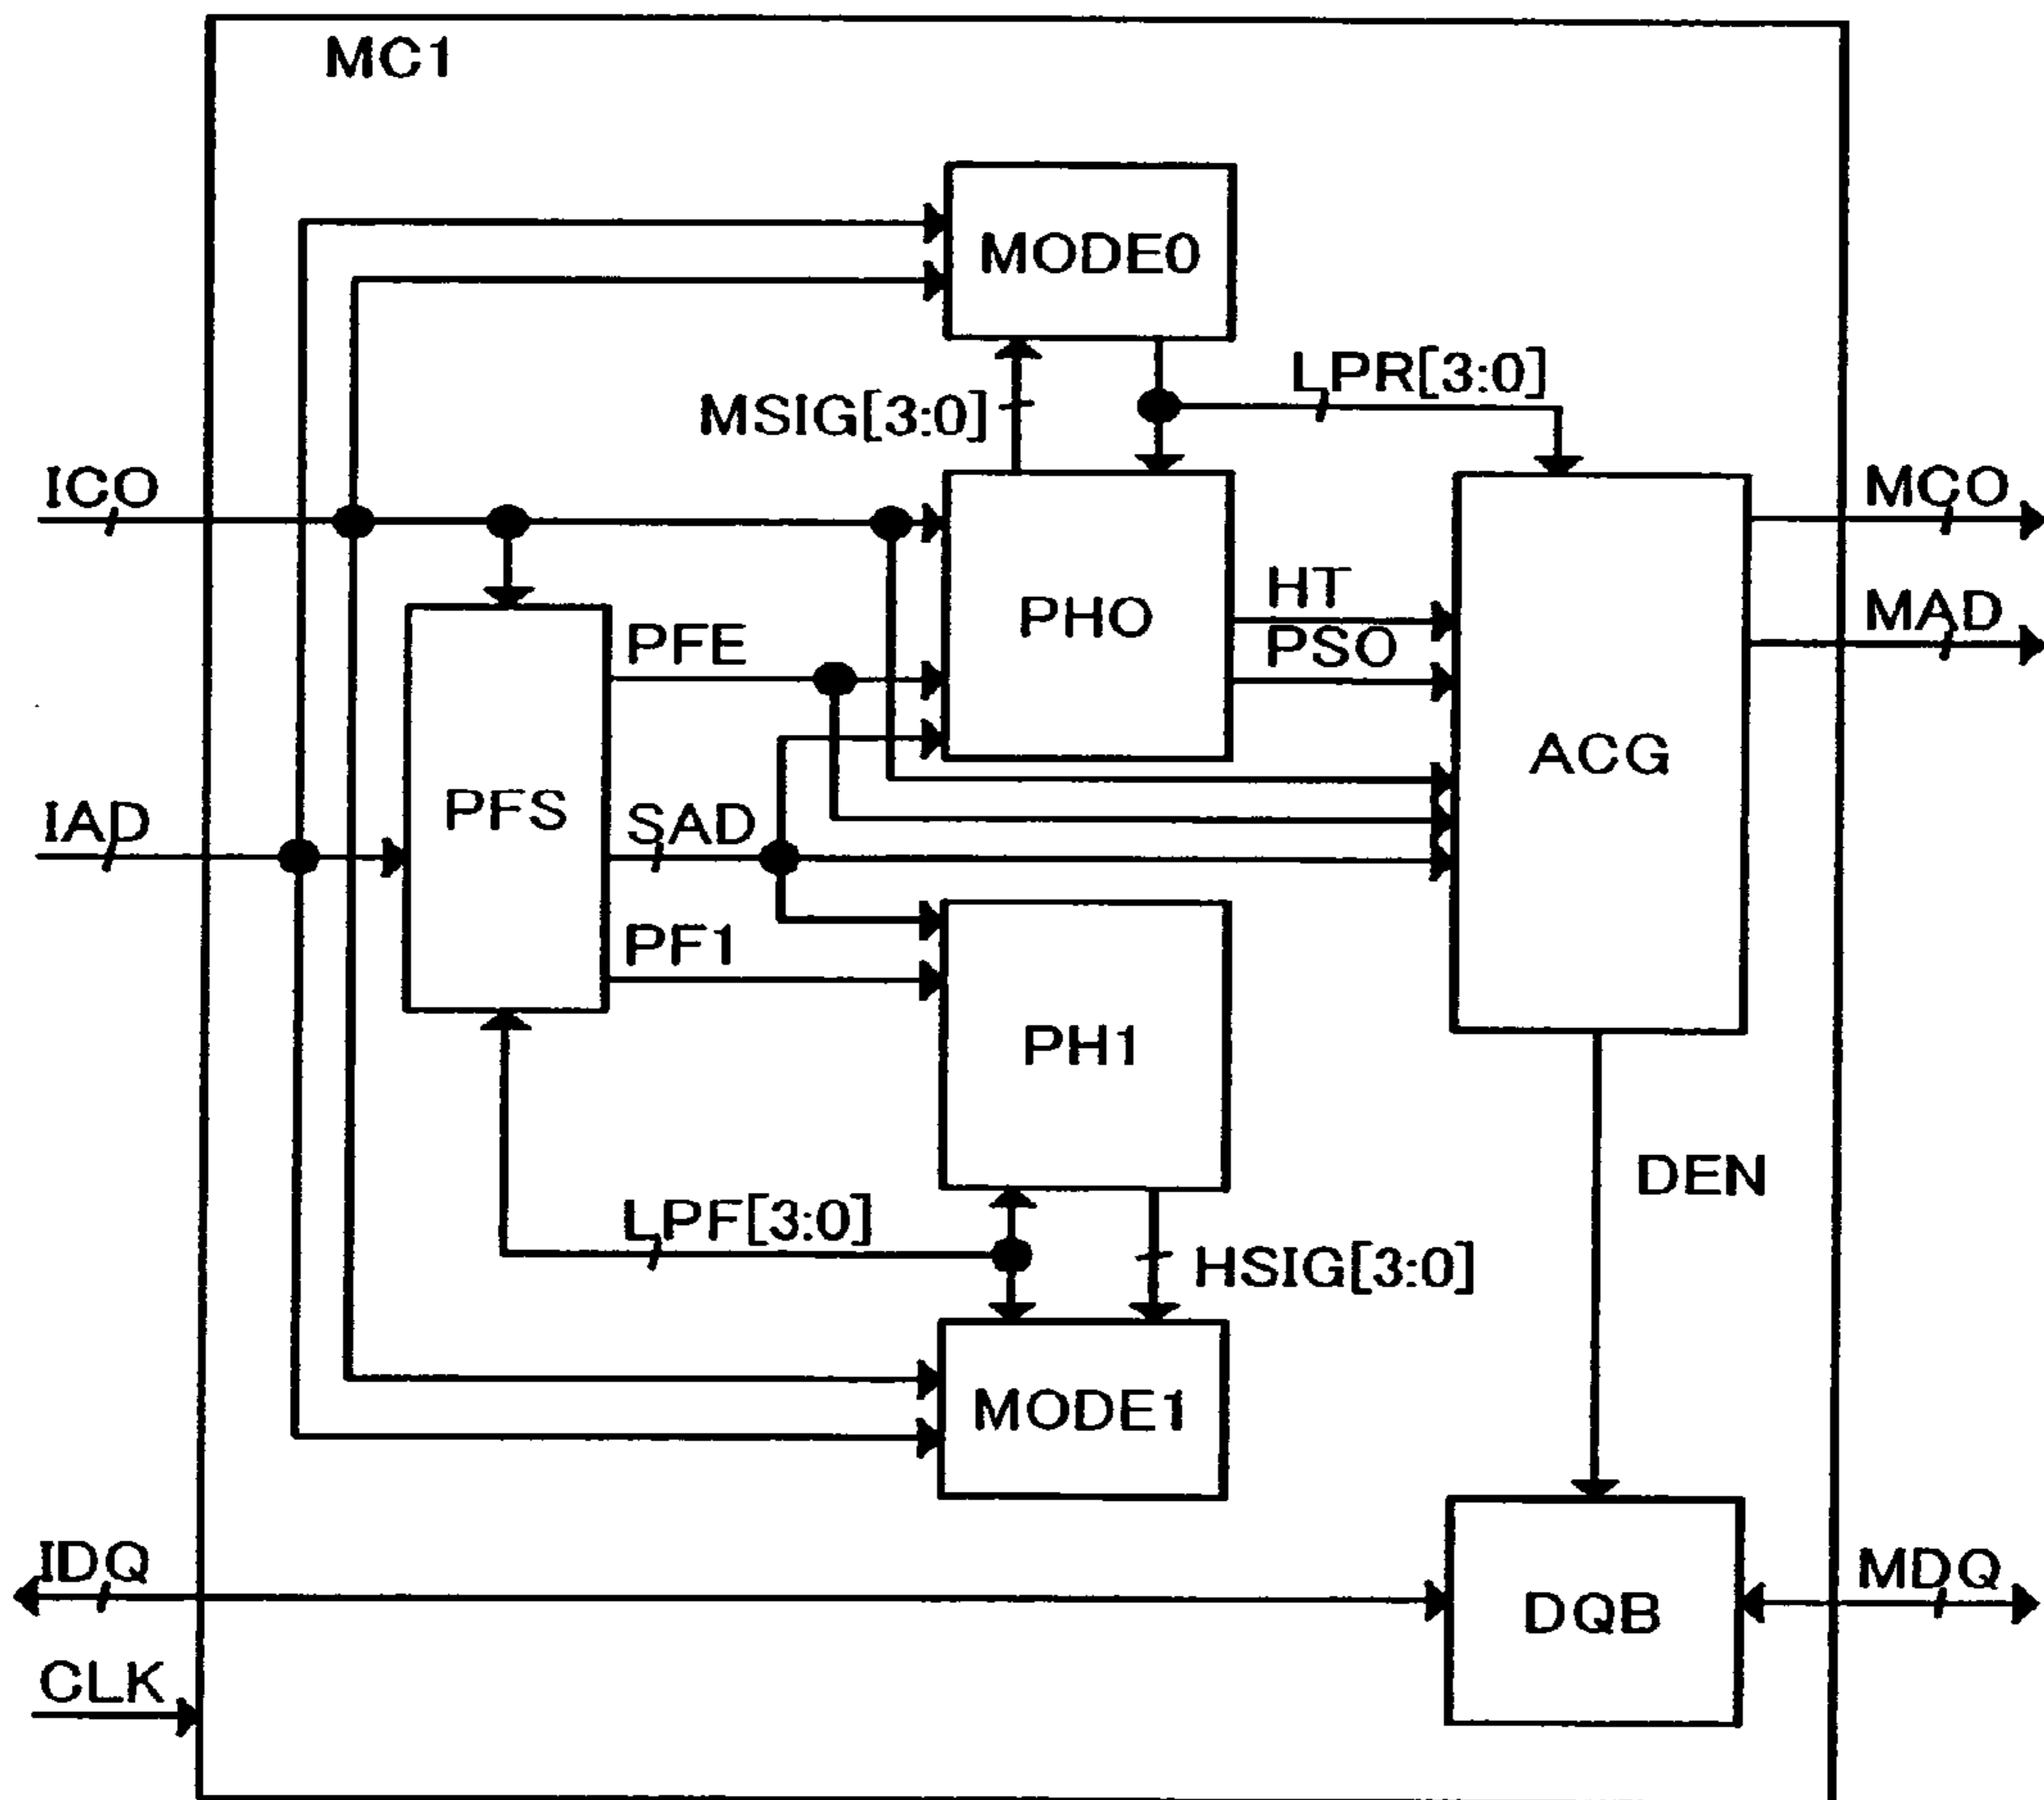 MC1
MODE0
LPR[3:0]
MSIG[3:0]
ICO
MCO
HT
PHO
MAD
PFE
PSO
ACG
PFS
IAD
SAD
PF1
PH1
DEN
LPF[3:0]
HSIG[3:0]
MODE1
IDQ
MDQ
DQB
CLK